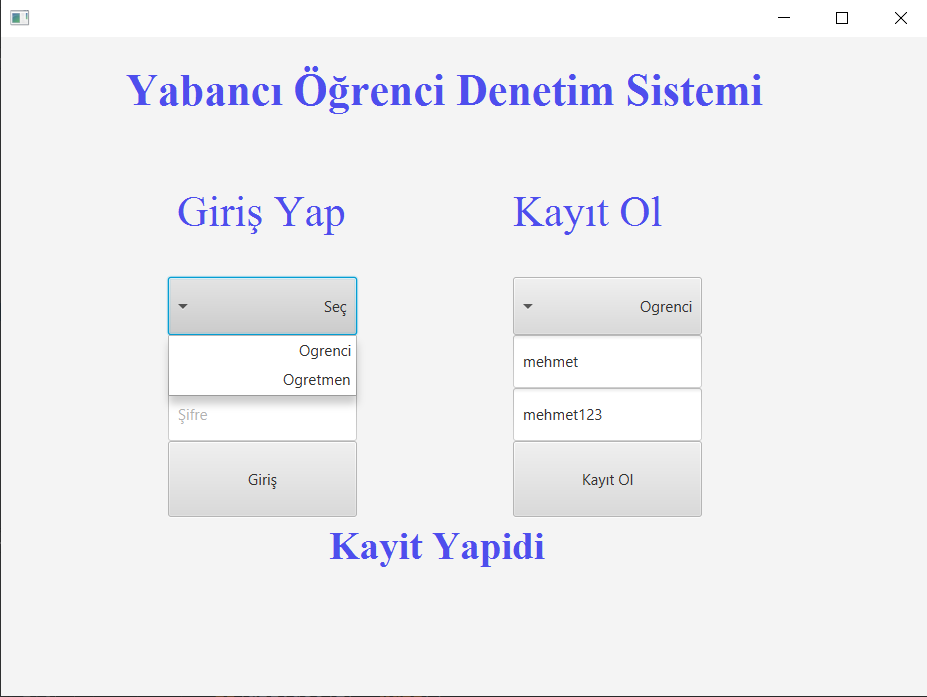 Yabancı Öğrenci Denetim Sistemi
Giriş Yap
Seç
Ogrenci
Ogretmen
Şifre
Giriş
Kayıt Ol
Ogrenci
mehmet
mehmet123
Kayıt Ol
Kayit Yapidi